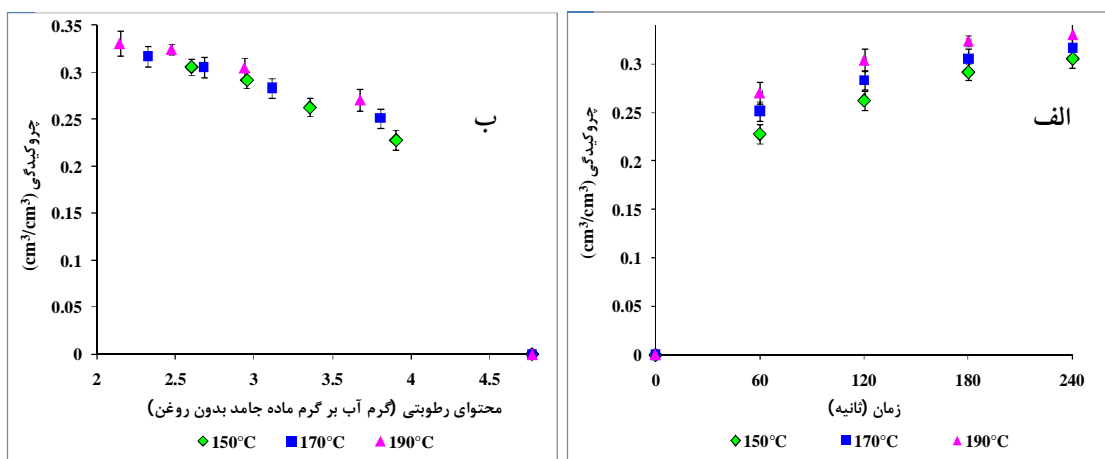 0.35
0.3
0.25
0.2
0.15
0.1
0.05
0
2 2.5 3 3.5 4 4.5
چروکیدگی (cm³/cm³)
ب
محتوای رطوبتی (گرم آب بر گرم ماده جامد بدون روغن)
150°C 170°C 190°C
0.3
0.25
0.2
0.15
0.1
0.05
0
0 60 120 180 240
چروکیدگی (cm³/cm³)
الف
زمان (ثانیه)
150°C 170°C 190°C